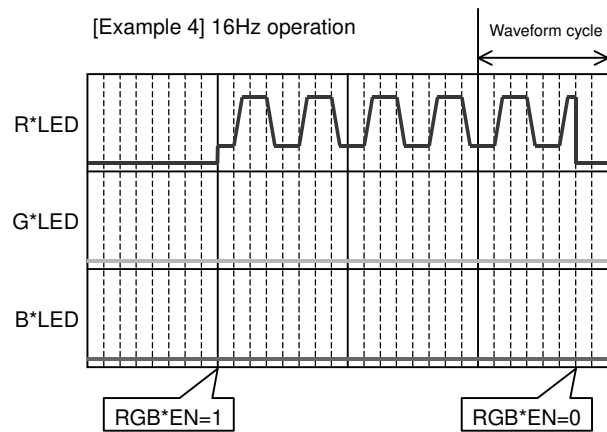 [Example 4] 16Hz operation
Waveform cycle
R*LED
G*LED
B*LED
RGB*EN=1
RGB*EN=0